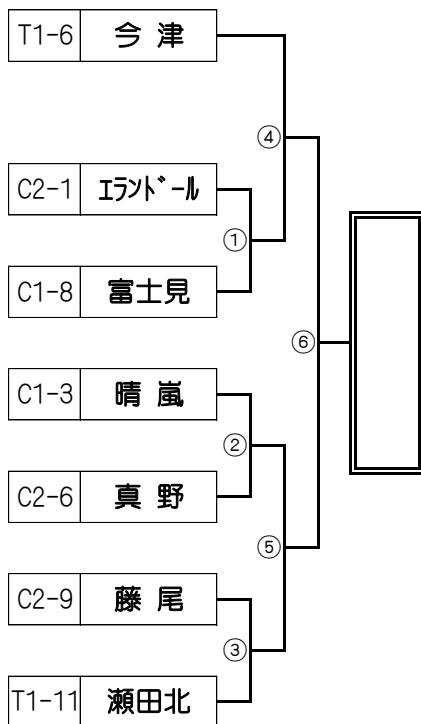 T1-6 今 津
④
C2-1 エランドール
①
C1-8 富士見
⑥
C1-3 晴 嵐
②
C2-6 真 野
⑤
C2-9 藤 尾
③
T1-11 瀬田北